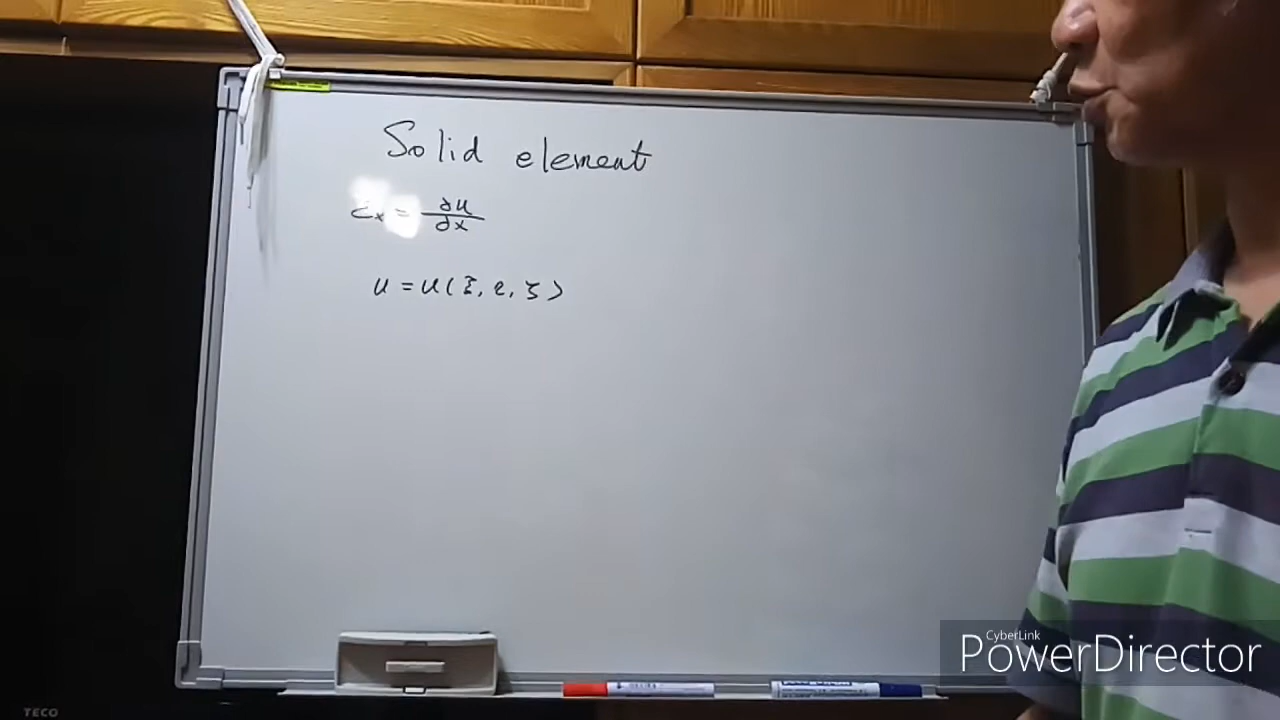 Solid element
εx = ∂u/∂x
u = u(ξ, η, ζ)
CyberLink
PowerDirector
TECO